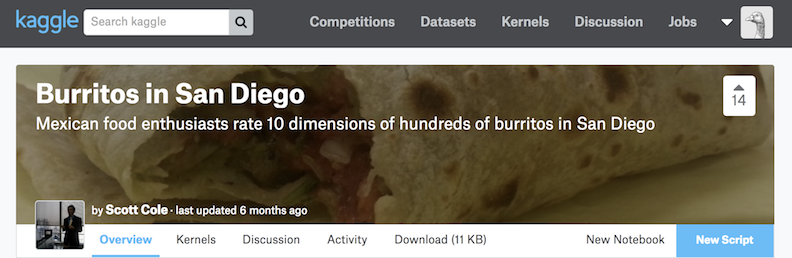 kaggle Search kaggle Competitions Datasets Kernels Discussion Jobs
Burritos in San Diego
14
Mexican food enthusiasts rate 10 dimensions of hundreds of burritos in San Diego
by Scott Cole · last updated 6 months ago
Overview Kernels Discussion Activity Download (11 KB) New Notebook New Script